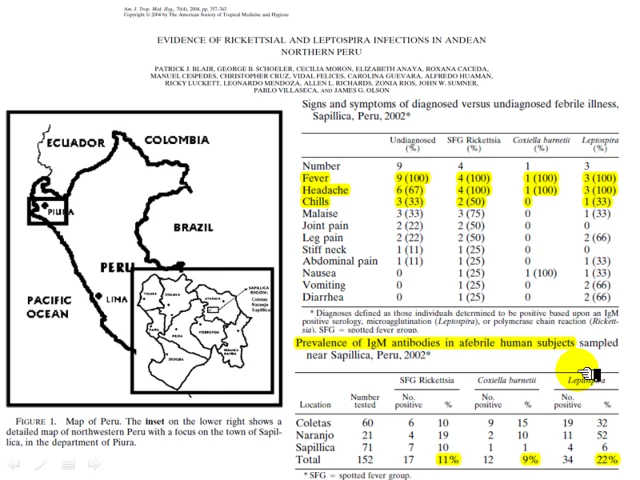 Am. J. Trop. Med. Hyg., 70(4), 2004, pp. 357–362
Copyright © 2004 by The American Society of Tropical Medicine and Hygiene
EVIDENCE OF RICKETTSIAL AND LEPTOSPIRA INFECTIONS IN ANDEAN
NORTHERN PERU
PATRICK J. BLAIR, GEORGE B. SCHOELER, CECILIA MORON, ELIZABETH ANAYA, ROXANA CACEDA,
MANUEL CESPEDES, CHRISTOPHER CRUZ, VIDAL FELICES, CAROLINA GUEVARA, ALFREDO HUAMAN,
RICKY LUCKETT, LEONARDO MENDOZA, ALLEN L. RICHARDS, ZONIA RIOS, JOHN W. SUMNER,
PABLO VILLASECA, AND JAMES G. OLSON
ECUADOR
COLOMBIA
PIURA
BRAZIL
PERU
LIMA
PACIFIC
OCEAN
SAPILLICA
REGION:
Coletas
Naranjo
Sapillica
FIGURE 1. Map of Peru. The inset on the lower right shows a
detailed map of northwestern Peru with a focus on the town of Sapil-
lica, in the department of Piura.
Signs and symptoms of diagnosed versus undiagnosed febrile illness,
Sapillica, Peru, 2002*
Undiagnosed (%) SFG Rickettsia (%) Coxiella burnetii (%) Leptospira (%)
Number 9 4 1 3
Fever 9 (100) 4 (100) 1 (100) 3 (100)
Headache 6 (67) 4 (100) 1 (100) 3 (100)
Chills 3 (33) 2 (50) 0 1 (33)
Malaise 3 (33) 3 (75) 0 1 (33)
Joint pain 2 (22) 2 (50) 0 0
Leg pain 2 (22) 2 (50) 0 2 (66)
Stiff neck 1 (11) 1 (25) 0 0
Abdominal pain 1 (11) 1 (25) 0 1 (33)
Nausea 0 1 (25) 1 (100) 1 (33)
Vomiting 0 1 (25) 0 2 (66)
Diarrhea 0 1 (25) 0 2 (66)
* Diagnoses defined as those individuals determined to be positive based upon an IgM
positive serology, microagglutination (Leptospira), or polymerase chain reaction (Rickett-
sia). SFG = spotted fever group.
Prevalence of IgM antibodies in afebrile human subjects sampled
near Sapillica, Peru, 2002*
SFG Rickettsia Coxiella burnetii Leptospira
Location Number tested No. positive % No. positive % No. positive %
Coletas 60 6 10 9 15 19 32
Naranjo 21 4 19 2 10 11 52
Sapillica 71 7 10 1 1 4 6
Total 152 17 11% 12 9% 34 22%
* SFG = spotted fever group.